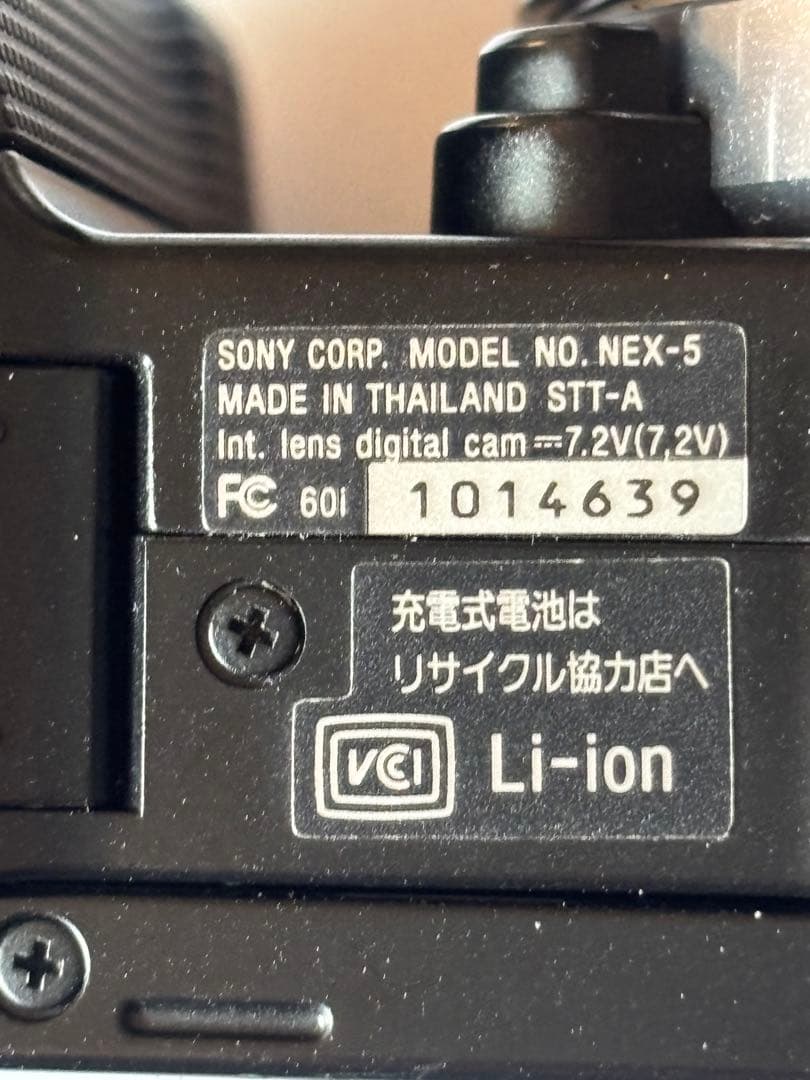 SONY CORP. MODEL NO. NEX-5
MADE IN THAILAND STT-A
Int. lens digital cam⎓7.2V(7,2V)
FC 60i 1014639
充電式電池は
リサイクル協力店へ
VCCI Li-ion